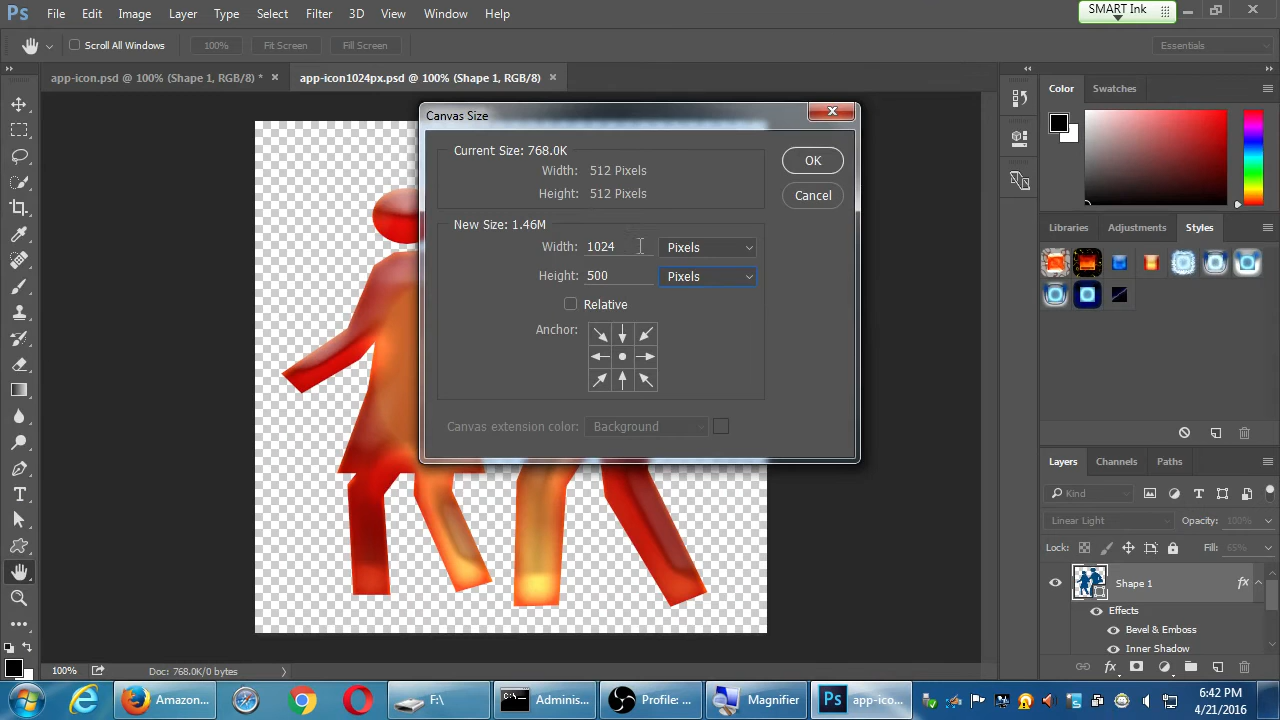 Ps File Edit Image Layer Type Select Filter 3D View Window Help
SMART Ink
Scroll All Windows 100% Fit Screen Fill Screen Essentials
app-icon.psd @ 100% (Shape 1, RGB/8) * × app-icon1024px.psd @ 100% (Shape 1, RGB/8) ×
Color Swatches
Canvas Size
Current Size: 768.0K
Width: 512 Pixels
Height: 512 Pixels
OK
Cancel
New Size: 1.46M
Width: 1024 Pixels
Height: 500 Pixels
Relative
Anchor:
Canvas extension color: Background
Libraries Adjustments Styles
Layers Channels Paths
Kind
Linear Light Opacity: 100%
Lock: Fill: 65%
Shape 1 fx
Effects
Bevel & Emboss
Inner Shadow
fx
100% Doc: 768.0K/0 bytes
Amazon... F:\ Adminis... Profile: ... Magnifier Ps app-ico...
6:42 PM
4/21/2016